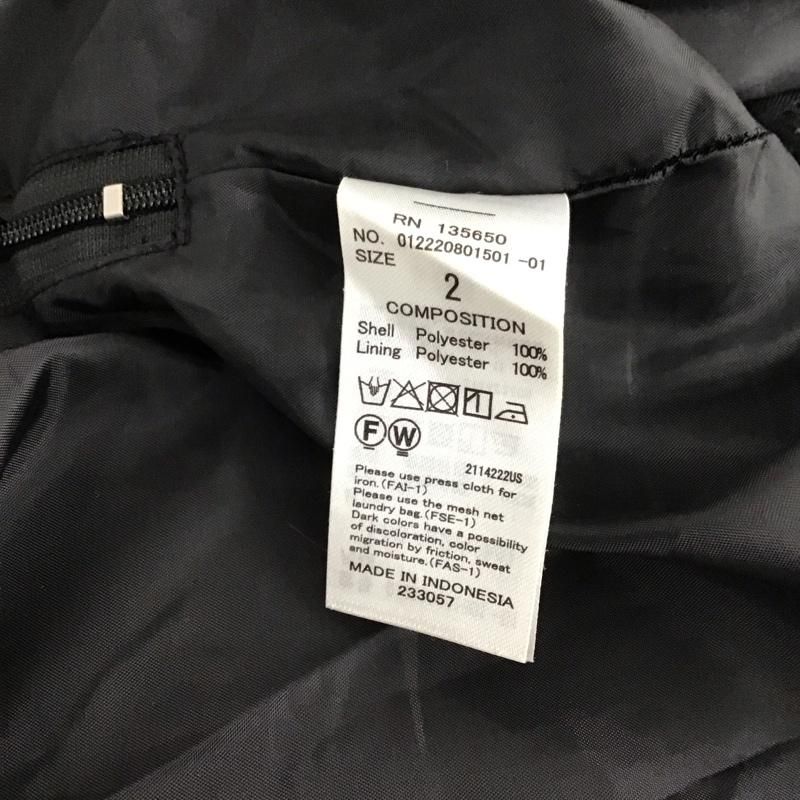 RN 135650
NO. 012220801501 -01
SIZE
2
COMPOSITION
Shell Polyester 100%
Lining Polyester 100%
F W
2114222US
Please use press cloth for
iron.(FAI-1)
Please use the mesh net
laundry bag.(FSE-1)
Dark colors have a possibility
of discoloration, color
migration by friction, sweat
and moisture.(FAS-1)
MADE IN INDONESIA
233057